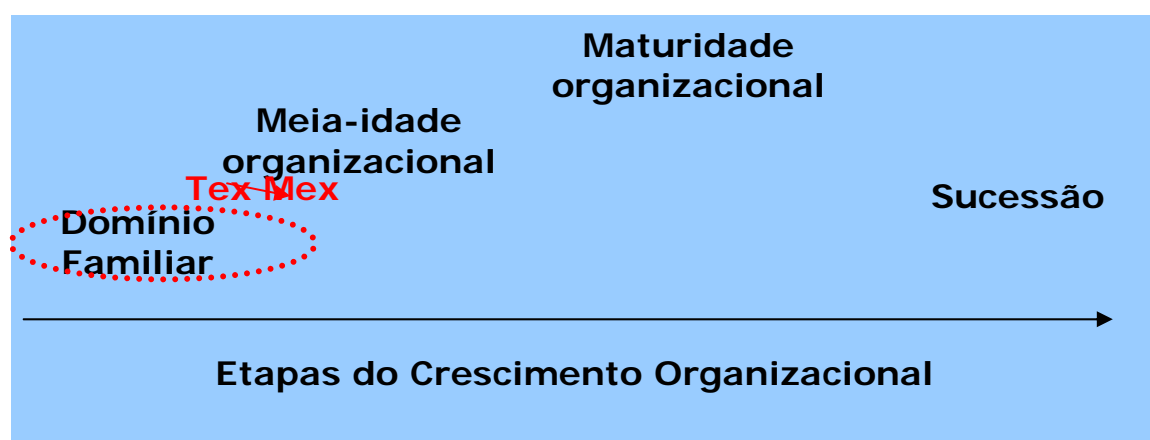 Maturidade
organizacional
Meia-idade
organizacional
Tex Mex
Domínio
Familiar
Sucessão
Etapas do Crescimento Organizacional